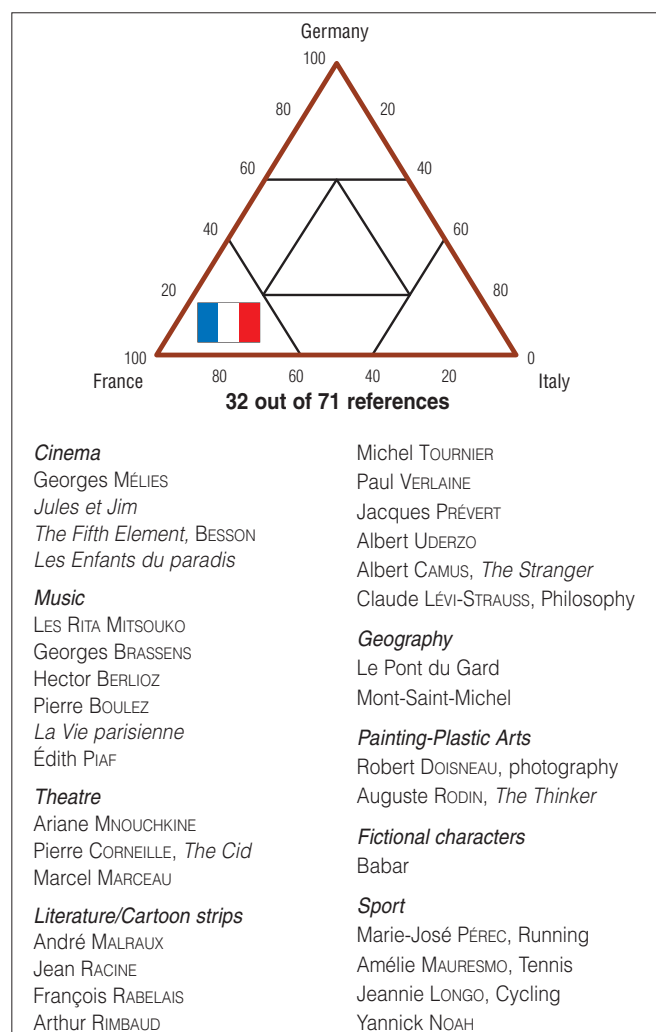 Germany
100
80
20
60
40
40
60
20
80
100
0
France
80
60
40
20
Italy
32 out of 71 references
Cinema
Georges MÉLIES
Jules et Jim
The Fifth Element, BESSON
Les Enfants du paradis
Music
LES RITA MITSOUKO
Georges BRASSENS
Hector BERLIOZ
Pierre BOULEZ
La Vie parisienne
Édith PIAF
Theatre
Ariane MNOUCHKINE
Pierre CORNEILLE, The Cid
Marcel MARCEAU
Literature/Cartoon strips
André MALRAUX
Jean RACINE
François RABELAIS
Arthur RIMBAUD
Michel TOURNIER
Paul VERLAINE
Jacques PRÉVERT
Albert UDERZO
Albert CAMUS, The Stranger
Claude LÉVI-STRAUSS, Philosophy
Geography
Le Pont du Gard
Mont-Saint-Michel
Painting-Plastic Arts
Robert DOISNEAU, photography
Auguste RODIN, The Thinker
Fictional characters
Babar
Sport
Marie-José PÉREC, Running
Amélie MAURESMO, Tennis
Jeannie LONGO, Cycling
Yannick NOAH